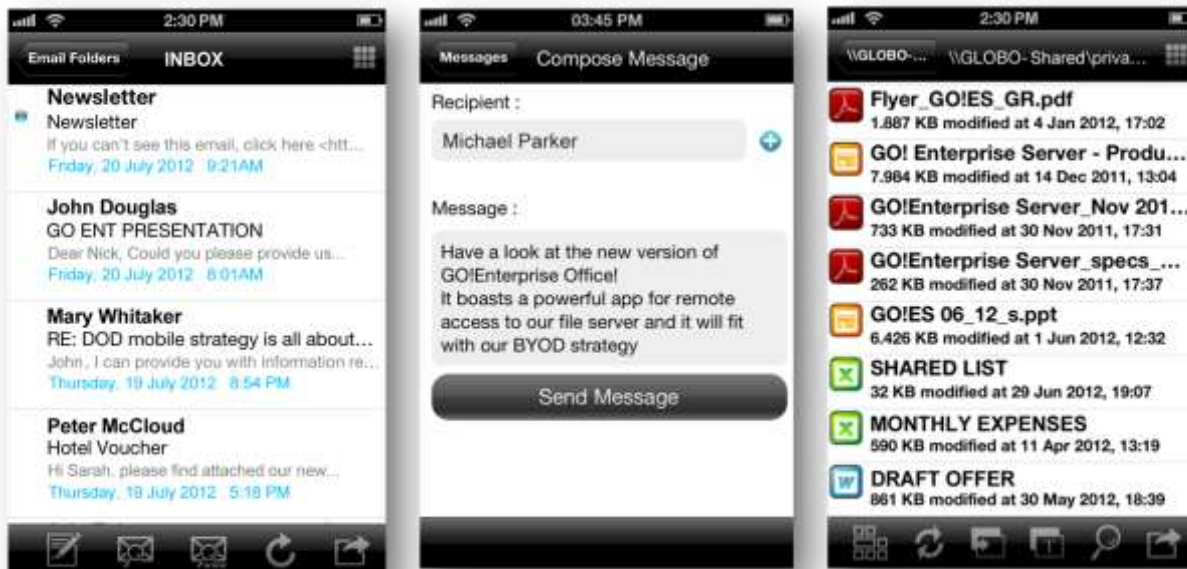 2:30 PM
Email Folders
INBOX
Newsletter
Newsletter
If you can't see this email, click here <htt...
Friday, 20 July 2012 9:21AM
John Douglas
GO ENT PRESENTATION
Dear Nick, Could you please provide us...
Friday, 20 July 2012 8:01AM
Mary Whitaker
RE: DOD mobile strategy is all about...
John, I can provide you with information re...
Thursday, 19 July 2012 8:54 PM
Peter McCloud
Hotel Voucher
Hi Sarah, please find attached our new...
Thursday, 19 July 2012 5:18 PM
03:45 PM
Messages
Compose Message
Recipient :
Michael Parker
Message :
Have a look at the new version of
GO!Enterprise Office!
It boasts a powerful app for remote
access to our file server and it will fit
with our BYOD strategy
Send Message
2:30 PM
\\GLOBO-...
\\GLOBO-Shared\priva...
Flyer_GO!ES_GR.pdf
1.887 KB modified at 4 Jan 2012, 17:02
GO! Enterprise Server - Produ...
7.984 KB modified at 14 Dec 2011, 13:04
GO!Enterprise Server_Nov 201...
733 KB modified at 30 Nov 2011, 17:31
GO!Enterprise Server_specs_...
262 KB modified at 30 Nov 2011, 17:37
GO!ES 06_12_s.ppt
6.426 KB modified at 1 Jun 2012, 12:32
SHARED LIST
32 KB modified at 29 Jun 2012, 19:07
MONTHLY EXPENSES
590 KB modified at 11 Apr 2012, 13:19
DRAFT OFFER
861 KB modified at 30 May 2012, 18:39